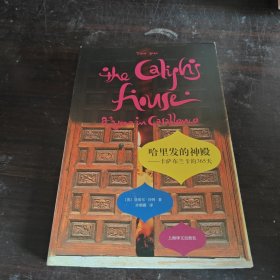 the Caliph's
House
A Year in Casablanca
哈里发的神殿
——卡萨布兰卡的365天
上海译文出版社